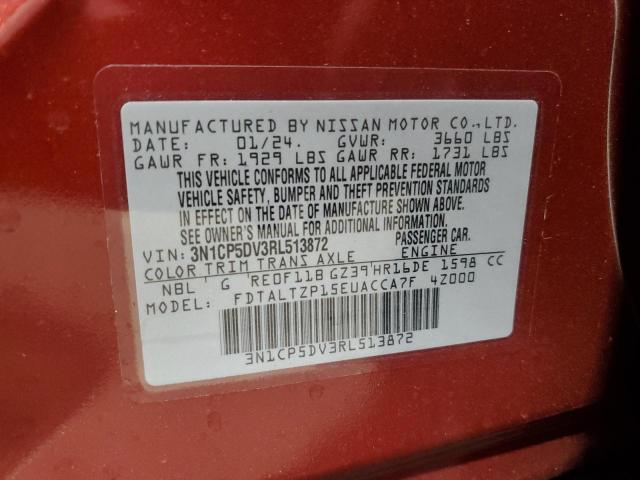 MANUFACTURED BY NISSAN MOTOR CO.,LTD.
DATE: 01/24. GVWR: 3660 LBS
GAWR FR: 1929 LBS GAWR RR: 1731 LBS
THIS VEHICLE CONFORMS TO ALL APPLICABLE FEDERAL MOTOR
VEHICLE SAFETY, BUMPER AND THEFT PREVENTION STANDARDS
IN EFFECT ON THE DATE OF MANUFACTURE SHOWN ABOVE.
SEE OWNER'S MANUAL FOR ADDITIONAL INFORMATION.
VIN: 3N1CP5DV3RL513872 PASSENGER CAR.
COLOR TRIM TRANS AXLE ENGINE
NBL G RE0F11B GZ39 HR16DE 1598 CC
FDTALTZP15EUACCA7F 4Z000
3N1CP5DV3RL513872